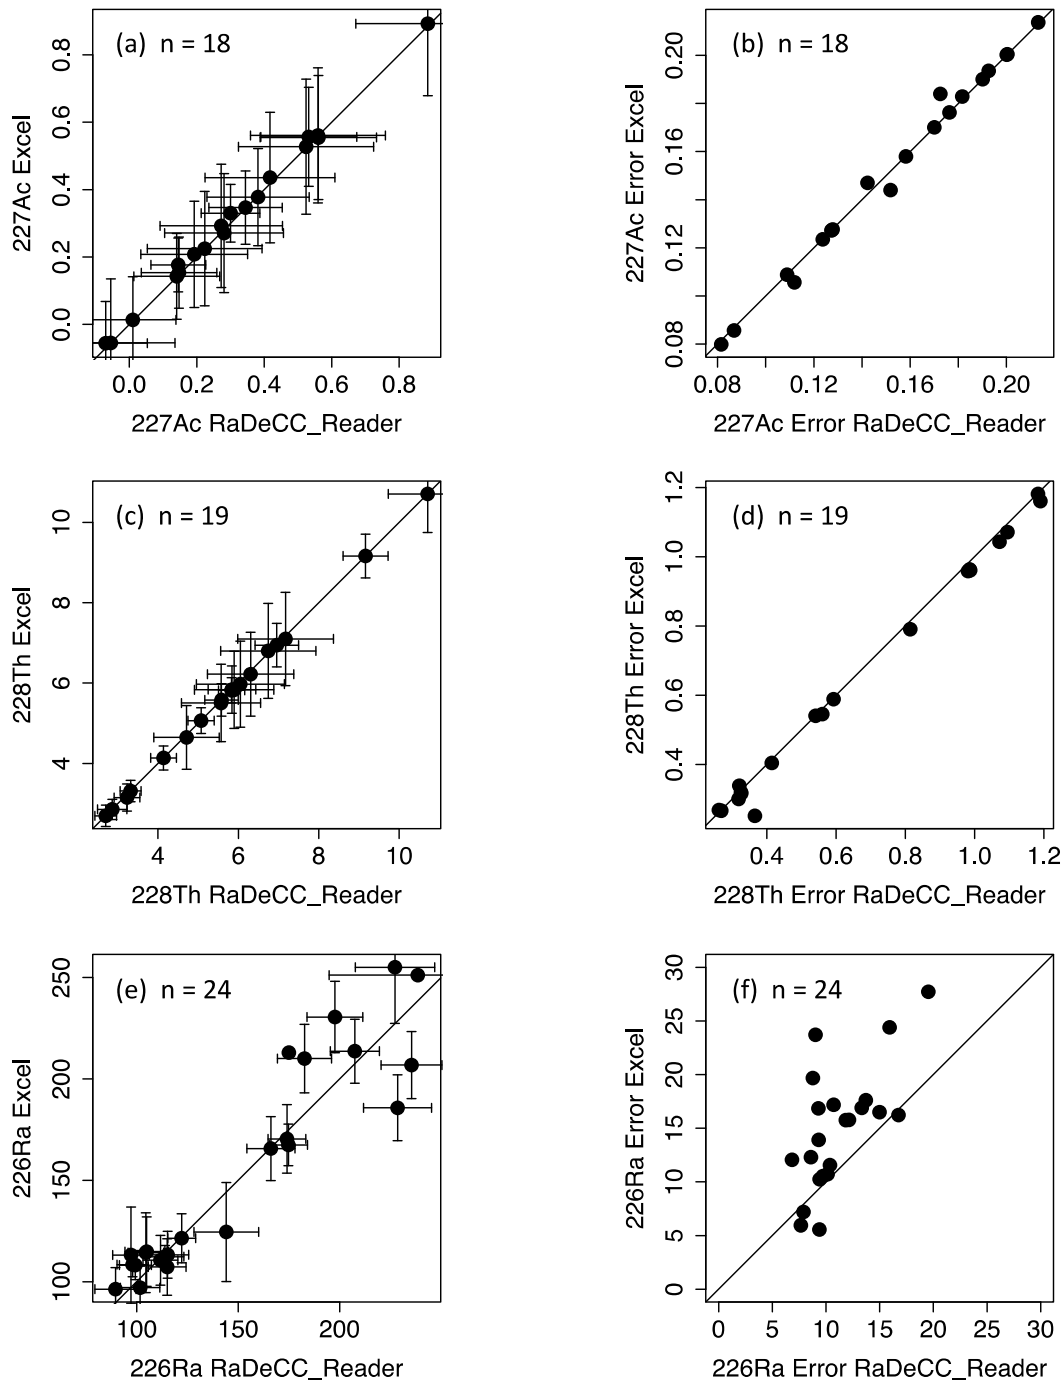 (a) n = 18
227Ac Excel
0.0 0.2 0.4 0.6 0.8
0.0 0.2 0.4 0.6 0.8
227Ac RaDeCC_Reader
(b) n = 18
227Ac Error Excel
0.08 0.12 0.16 0.20
0.08 0.12 0.16 0.20
227Ac Error RaDeCC_Reader
(c) n = 19
228Th Excel
4 6 8 10
4 6 8 10
228Th RaDeCC_Reader
(d) n = 19
228Th Error Excel
0.4 0.6 0.8 1.0 1.2
0.4 0.6 0.8 1.0 1.2
228Th Error RaDeCC_Reader
(e) n = 24
226Ra Excel
100 150 200 250
100 150 200
226Ra RaDeCC_Reader
(f) n = 24
226Ra Error Excel
0 5 10 15 20 25 30
0 5 10 15 20 25 30
226Ra Error RaDeCC_Reader